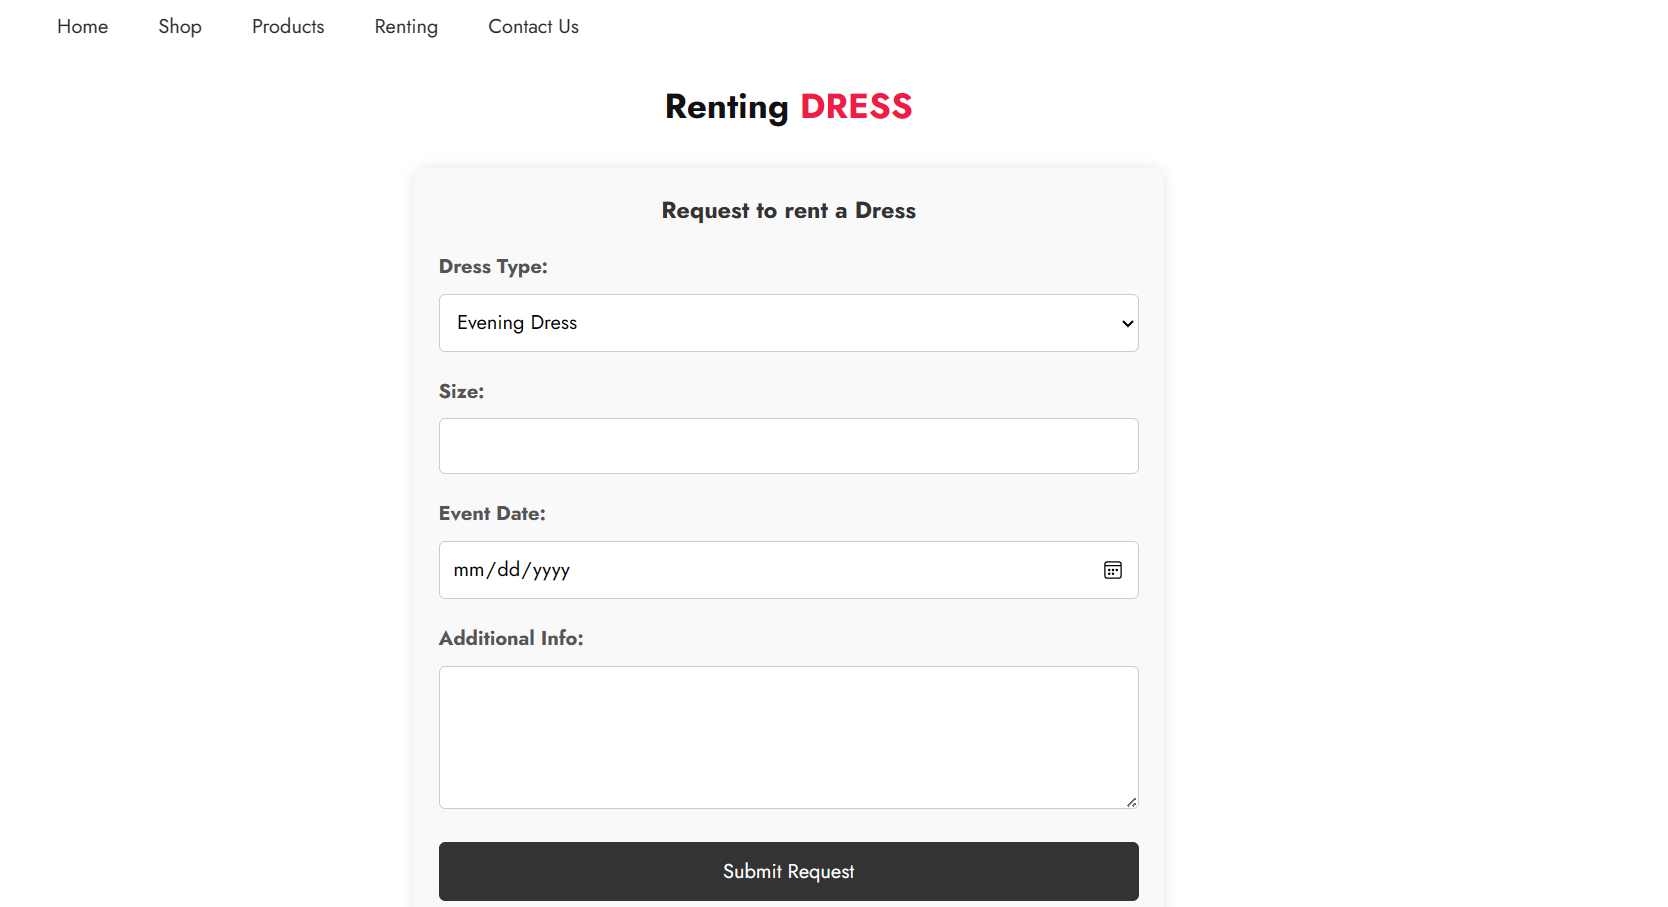 Home Shop Products Renting Contact Us
Renting DRESS
Request to rent a Dress
Dress Type:
Evening Dress
Size:
Event Date:
mm/dd/yyyy
Additional Info:
Submit Request